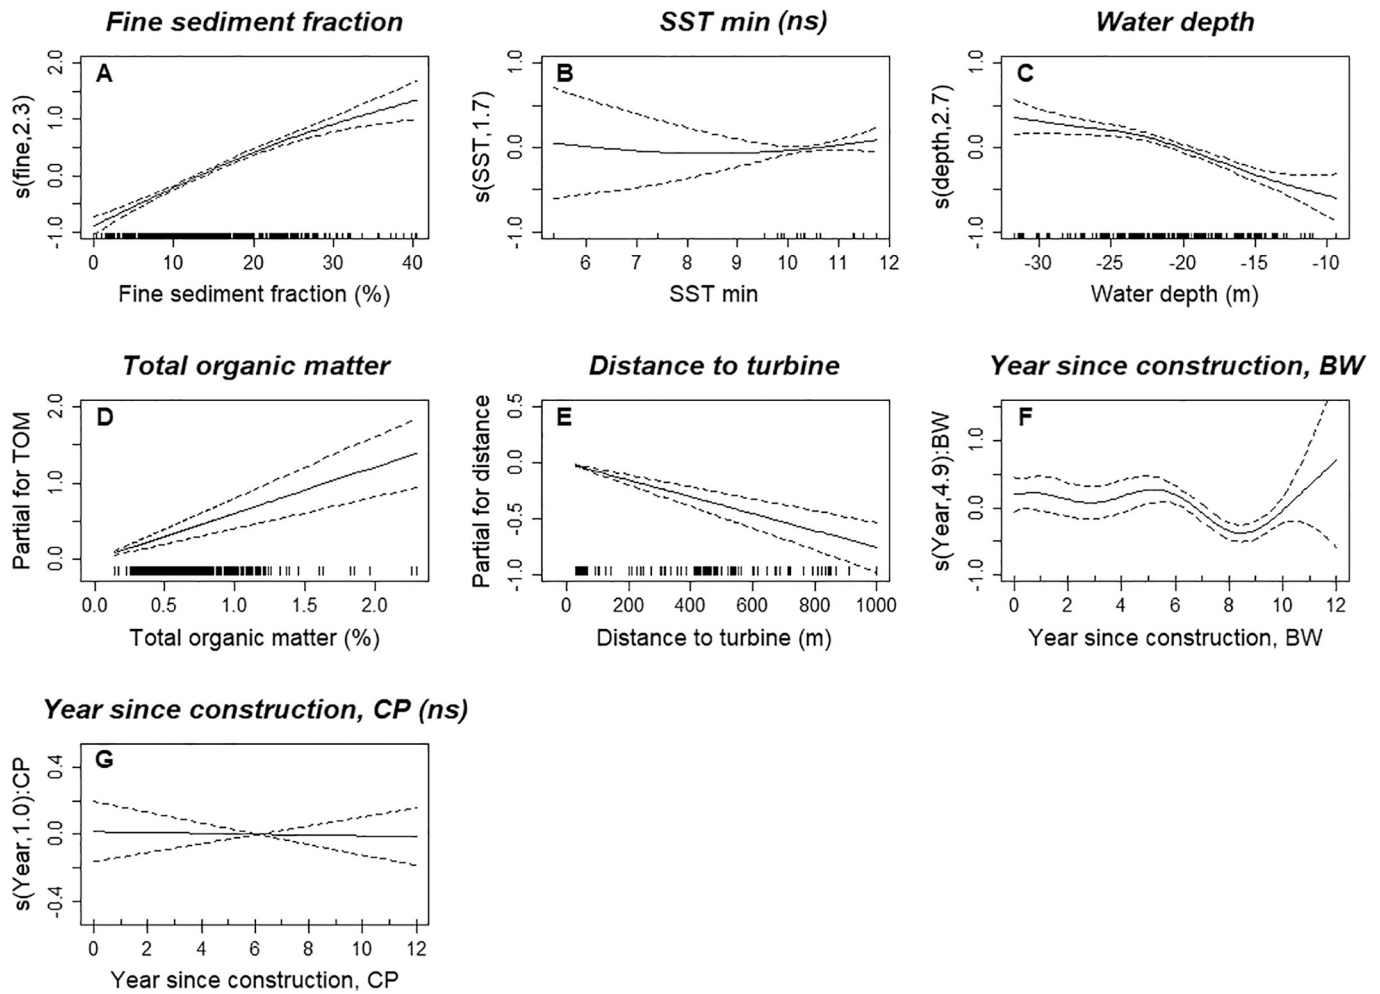 Fine sediment fraction
SST min (ns)
Water depth
A
B
C
s(fine,2.3)
-1.0 0.0 1.0 2.0
s(SST,1.7)
-1.0 0.0 1.0
s(depth,2.7)
-1.0 0.0 1.0
0 10 20 30 40
6 7 8 9 10 11 12
-30 -25 -20 -15 -10
Fine sediment fraction (%)
SST min
Water depth (m)
Total organic matter
Distance to turbine
Year since construction, BW
D
E
F
Partial for TOM
0.0 1.0 2.0
Partial for distance
-1.0 -0.5 0.0 0.5
s(Year,4.9):BW
-1.0 0.0 1.0
0.0 0.5 1.0 1.5 2.0
0 200 400 600 800 1000
0 2 4 6 8 10 12
Total organic matter (%)
Distance to turbine (m)
Year since construction, BW
Year since construction, CP (ns)
G
s(Year,1.0):CP
-0.4 0.0 0.4
0 2 4 6 8 10 12
Year since construction, CP